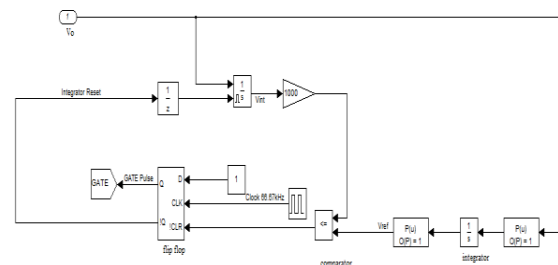 f
Vo
Integrator Reset
1
z
1
s
Vint
1000
GATE
GATE Pulse
Q
D
1
CLK
Clock 66.67kHz
!Q
!CLR
flip flop
<=
comparator
Vref
P(u)
O(P) = 1
1
s
integrator
P(u)
O(P) = 1